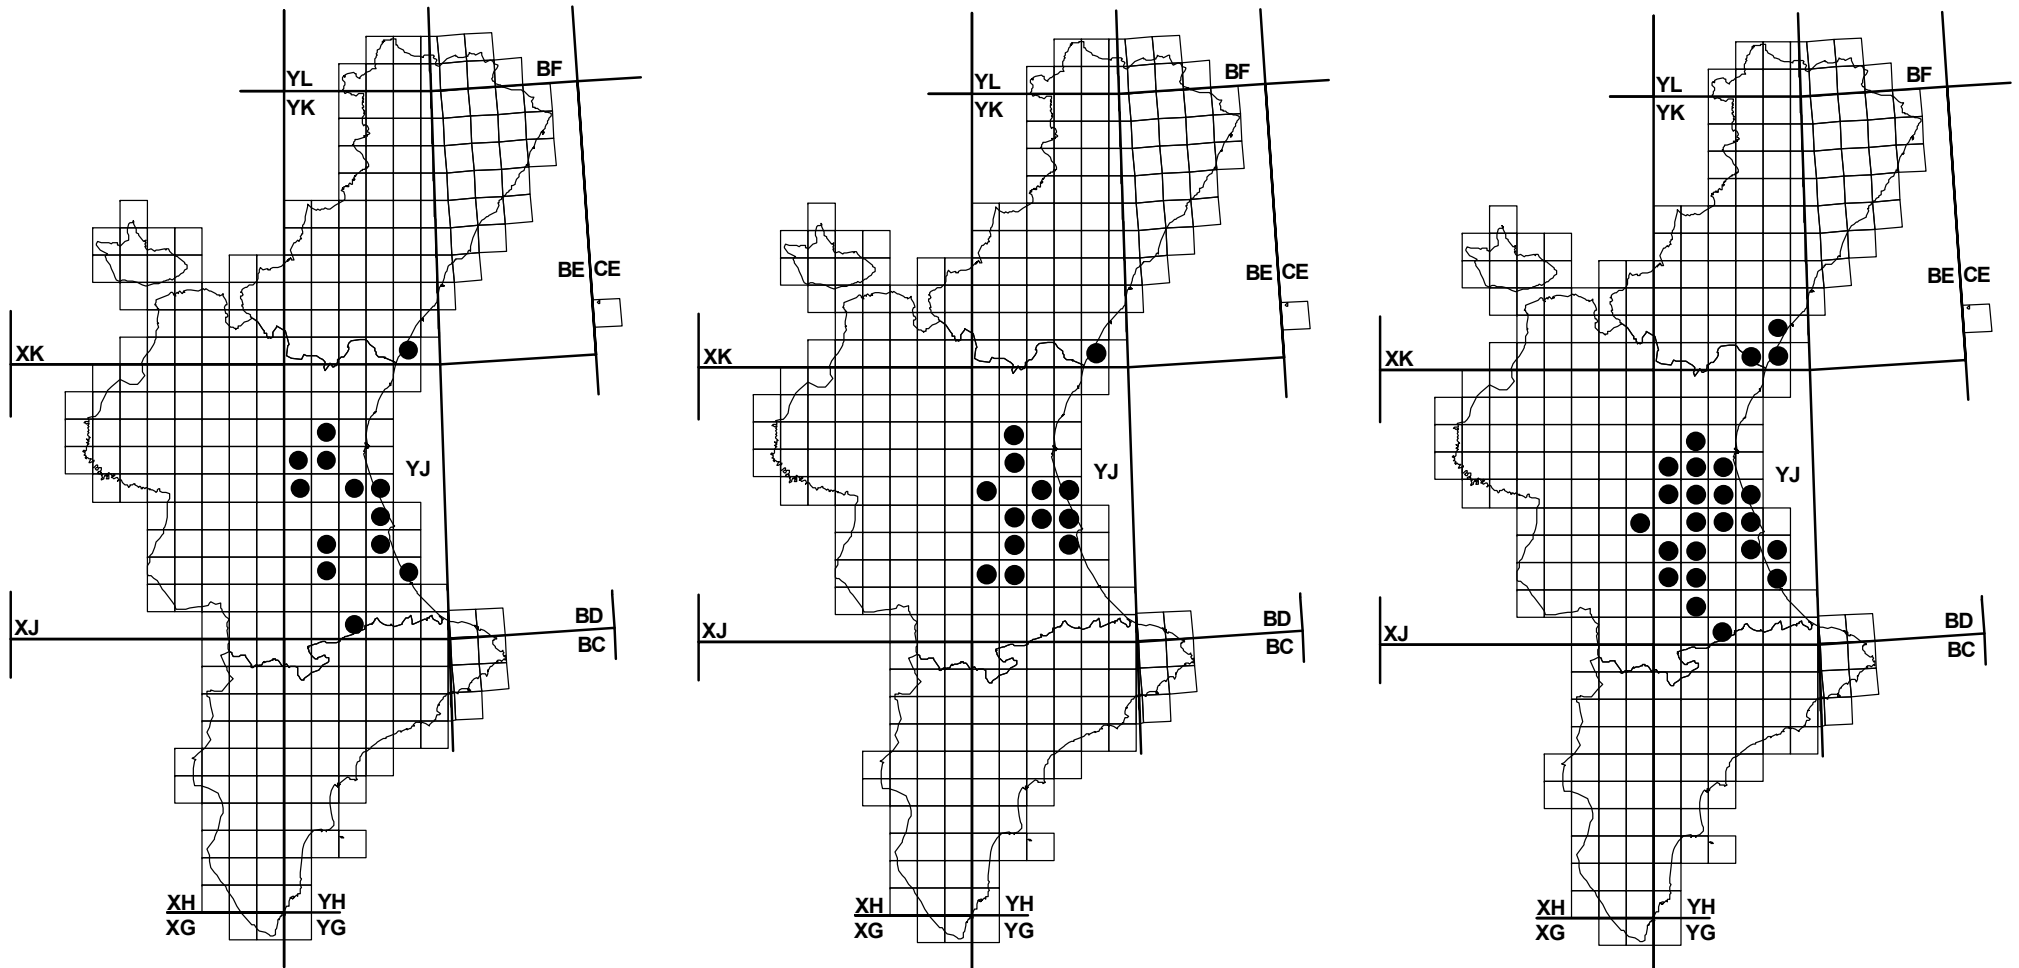 YL
BF
YK
BE CE
XK
YJ
XJ
BD
BC
XH
YH
XG
YG
YL
BF
YK
BE CE
XK
YJ
XJ
BD
BC
XH
YH
XG
YG
YL
BF
YK
BE CE
XK
YJ
XJ
BD
BC
XH
YH
XG
YG